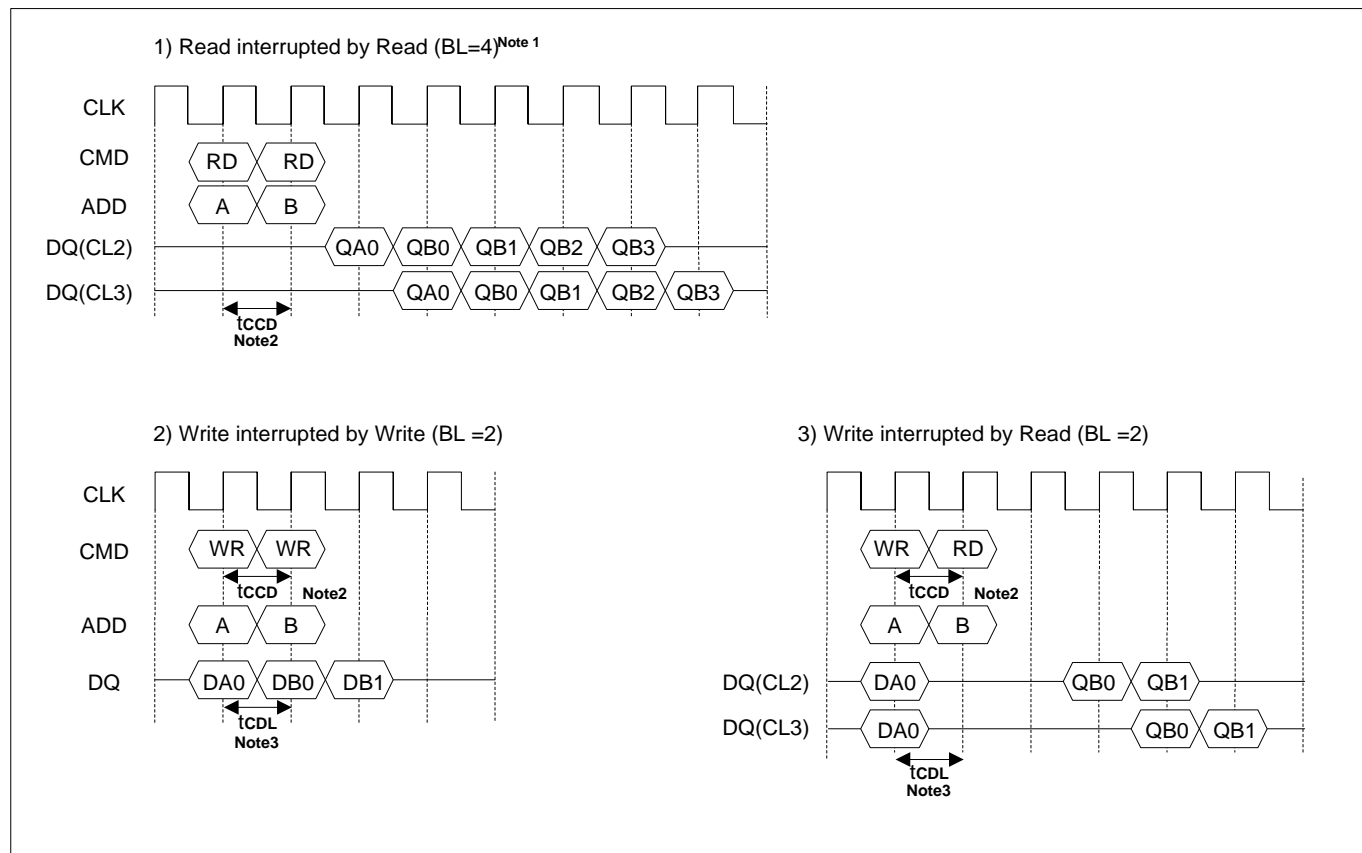 1) Read interrupted by Read (BL=4)Note 1
CLK
CMD RD RD
ADD A B
DQ(CL2) QA0 QB0 QB1 QB2 QB3
DQ(CL3) QA0 QB0 QB1 QB2 QB3
tCCD
Note2
2) Write interrupted by Write (BL =2)
CLK
CMD WR WR
tCCD Note2
ADD A B
DQ DA0 DB0 DB1
tCDL
Note3
3) Write interrupted by Read (BL =2)
WR RD
tCCD Note2
A B
DQ(CL2) DA0 QB0 QB1
DQ(CL3) DA0 QB0 QB1
tCDL
Note3